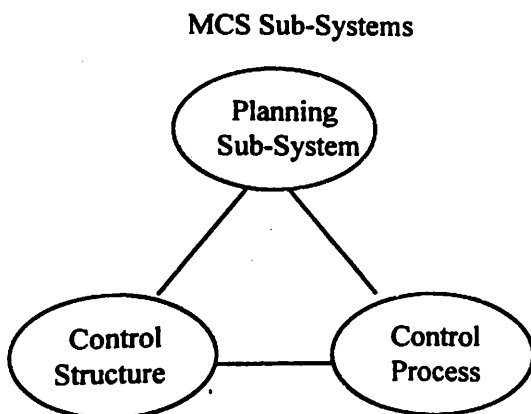 MCS Sub-Systems
Planning
Sub-System
Control
Structure
Control
Process